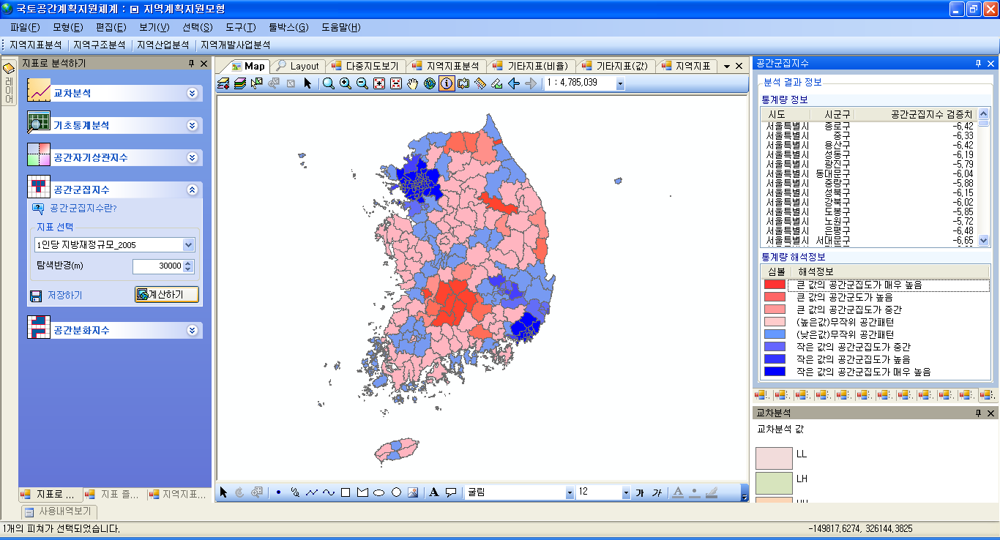 국토공간계획지원체계 : 지역계획지원모형
파일(F) 모형(E) 편집(E) 보기(V) 선택(S) 도구(T) 툴박스(G) 도움말(H)
지역지표분석 지역구조분석 지역산업분석 지역개발사업분석
레이어
지표로 분석하기
교차분석
기초통계분석
공간자기상관지수
공간군집지수
공간군집지수란?
지표 선택
1인당 지방재정규모_2005
탐색반경(m) 30000
저장하기 계산하기
공간분화지수
지표로 ... 지표 졸... 지역지표...
사용내역보기
1개의 피쳐가 선택되었습니다.
Map Layout 다중지도보기 지역지표분석 기타지표(비율) 기타지표(값) 지역지표
1 : 4,785,039
A 굴림 12 가 가 A
공간군집지수
분석 결과 정보
통계량 정보
시도 시군구 공간군집지수 검증치
서울특별시 종로구 -6,42
서울특별시 중구 -6,33
서울특별시 용산구 -6,42
서울특별시 성동구 -6,19
서울특별시 광진구 -5,79
서울특별시 동대문구 -6,04
서울특별시 중랑구 -5,88
서울특별시 성북구 -6,15
서울특별시 강북구 -6,02
서울특별시 도봉구 -5,85
서울특별시 노원구 -5,72
서울특별시 은평구 -6,48
서울특별시 서대문구 -6,65
통계량 해석정보
심볼 해석정보
큰 값의 공간군집도가 매우 높음
큰 값의 공간군도가 높음
큰 값의 공간군집도가 중간
(높은값)무작위 공간패턴
(낮은값)무작위 공간패턴
작은 값의 공간군집도가 중간
작은 값의 공간군집도가 높음
작은 값의 공간군집도가 매우 높음
교차분석
교차분석 값
LL
LH
-149817,6274, 326144,3825